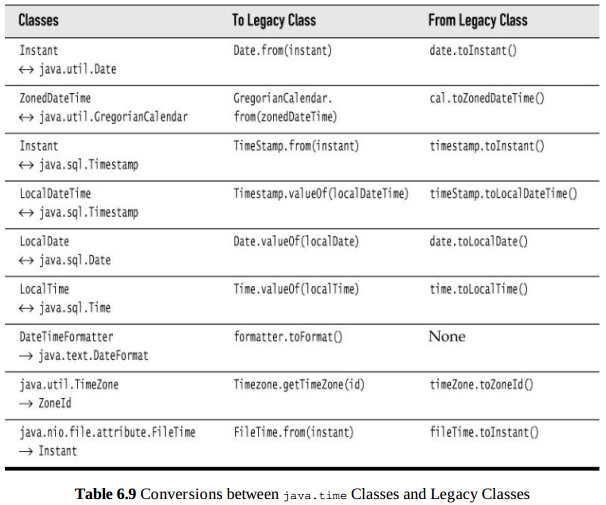 Classes To Legacy Class From Legacy Class
Instant Date.from(instant) date.toInstant()
↔ java.util.Date
ZonedDateTime GregorianCalendar. cal.toZonedDateTime()
↔ java.util.GregorianCalendar from(zonedDateTime)
Instant TimeStamp.from(instant) timestamp.toInstant()
↔ java.sql.Timestamp
LocalDateTime Timestamp.valueOf(localDateTime) timeStamp.toLocalDateTime()
↔ java.sql.Timestamp
LocalDate Date.valueOf(localDate) date.toLocalDate()
↔ java.sql.Date
LocalTime Time.valueOf(localTime) time.toLocalTime()
↔ java.sql.Time
DateTimeFormatter formatter.toFormat() None
→ java.text.DateFormat
java.util.TimeZone Timezone.getTimeZone(id) timeZone.toZoneId()
→ ZoneId
java.nio.file.attribute.FileTime FileTime.from(instant) fileTime.toInstant()
→ Instant
Table 6.9 Conversions between java.time Classes and Legacy Classes